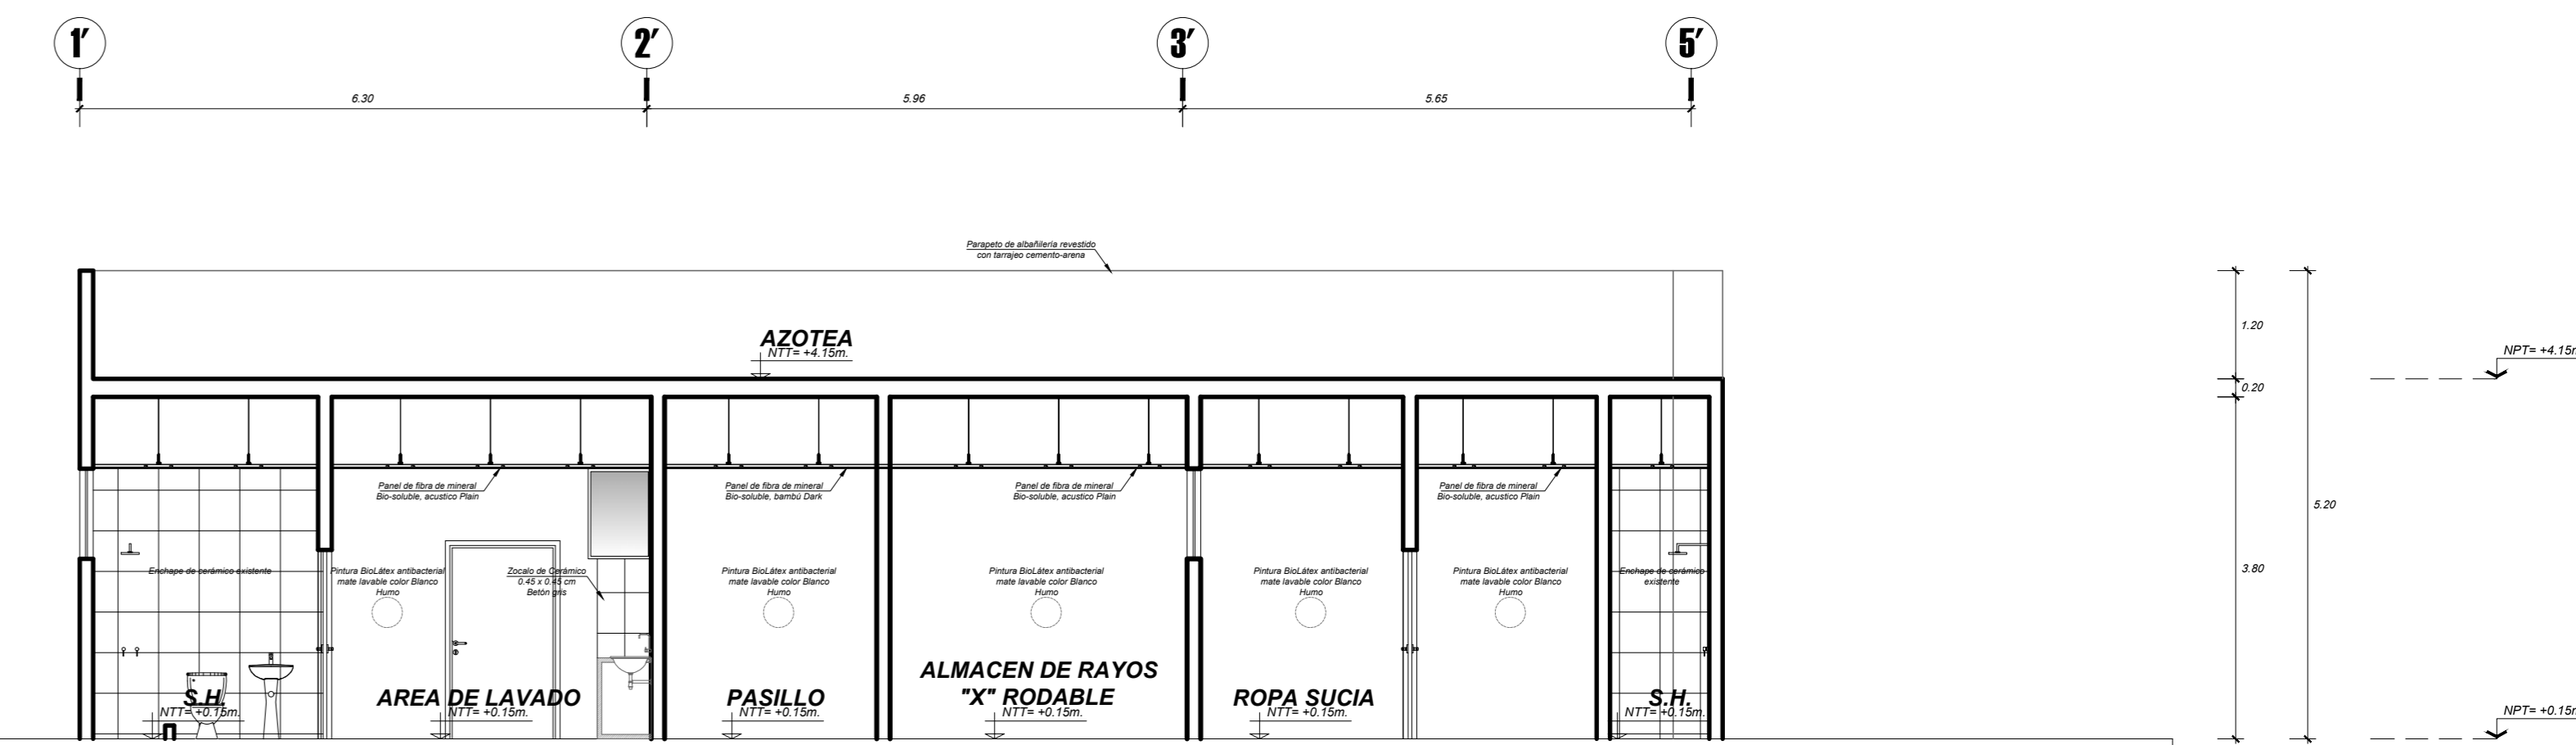 1'
2'
3'
5'
6.30
5.96
5.65
Parapeto de albañilería revestido
con tarrajeo cemento-arena
AZOTEA
NTT= +4.15m.
1.20
NPT= +4.15m
0.20
Panel de fibra de mineral
Bio-soluble, acustico Plain
Panel de fibra de mineral
Bio-soluble, bambú Dark
Panel de fibra de mineral
Bio-soluble, acustico Plain
Panel de fibra de mineral
Bio-soluble, acustico Plain
5.20
Enchape de cerámico existente
Pintura BioLátex antibacterial
mate lavable color Blanco
Humo
Zocalo de Cerámico
0.45 x 0.45 cm
Betón gris
Pintura BioLátex antibacterial
mate lavable color Blanco
Humo
Pintura BioLátex antibacterial
mate lavable color Blanco
Humo
Pintura BioLátex antibacterial
mate lavable color Blanco
Humo
Pintura BioLátex antibacterial
mate lavable color Blanco
Humo
Enchape de cerámico
existente
3.80
S.H.
NTT= +0.15m.
AREA DE LAVADO
NTT= +0.15m.
PASILLO
NTT= +0.15m.
ALMACEN DE RAYOS
"X" RODABLE
NTT= +0.15m.
ROPA SUCIA
NTT= +0.15m.
S.H.
NTT= +0.15m.
NPT= +0.15m